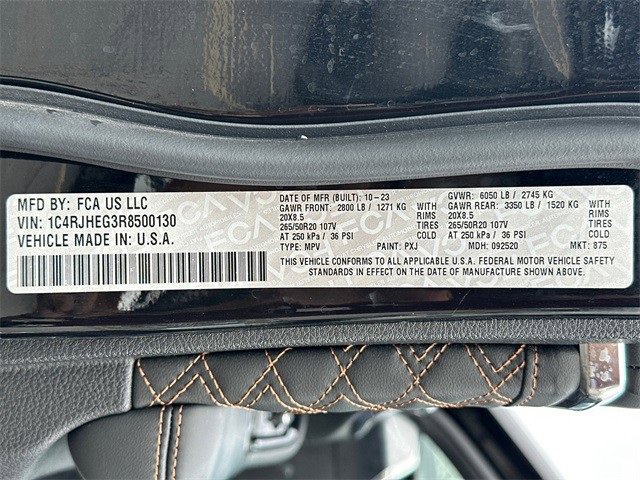 MFD BY: FCA US LLC
VIN: 1C4RJHEG3R8500130
VEHICLE MADE IN: U.S.A.
DATE OF MFR (BUILT): 10-23 GVWR: 6050 LB / 2745 KG
GAWR FRONT: 2800 LB / 1271 KG GAWR REAR: 3350 LB / 1520 KG
20X8.5 RIMS 20X8.5 RIMS
265/50R20 107V TIRES 265/50R20 107V TIRES
AT 250 kPa / 36 PSI COLD AT 250 kPa / 36 PSI COLD
TYPE: MPV PAINT: PXJ MDH: 092520 MKT: 875
THIS VEHICLE CONFORMS TO ALL APPLICABLE U.S.A. FEDERAL MOTOR VEHICLE SAFETY
STANDARDS IN EFFECT ON THE DATE OF MANUFACTURE SHOWN ABOVE.